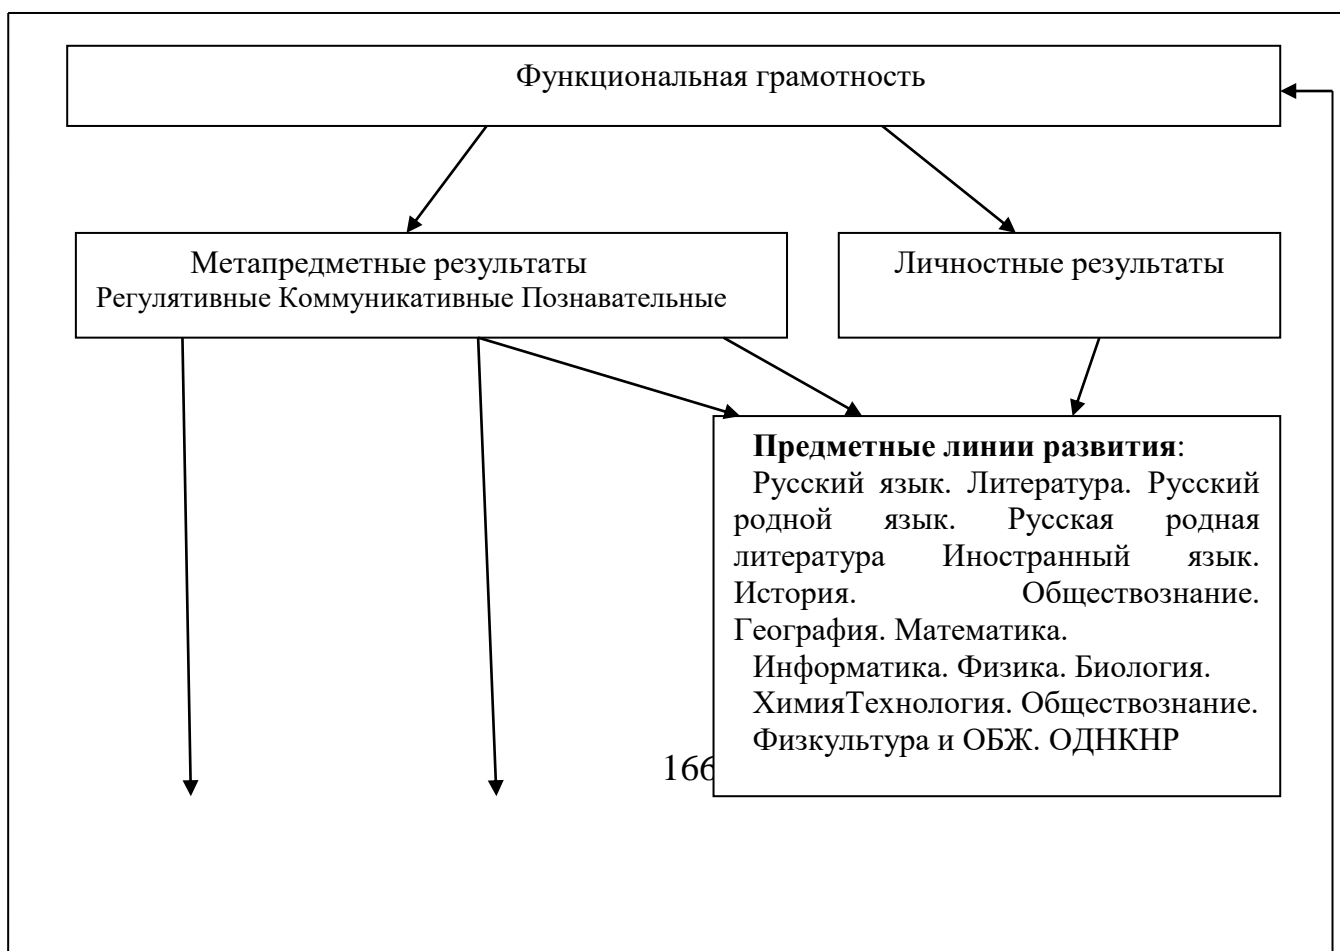 Функциональная грамотность
Метапредметные результаты
Регулятивные Коммуникативные Познавательные
Личностные результаты
Предметные линии развития:
Русский язык. Литература. Русский
родной язык. Русская родная
литература Иностранный язык.
История. Обществознание.
География. Математика.
Информатика. Физика. Биология.
ХимияТехнология. Обществознание.
Физкультура и ОБЖ. ОДНКНР
166